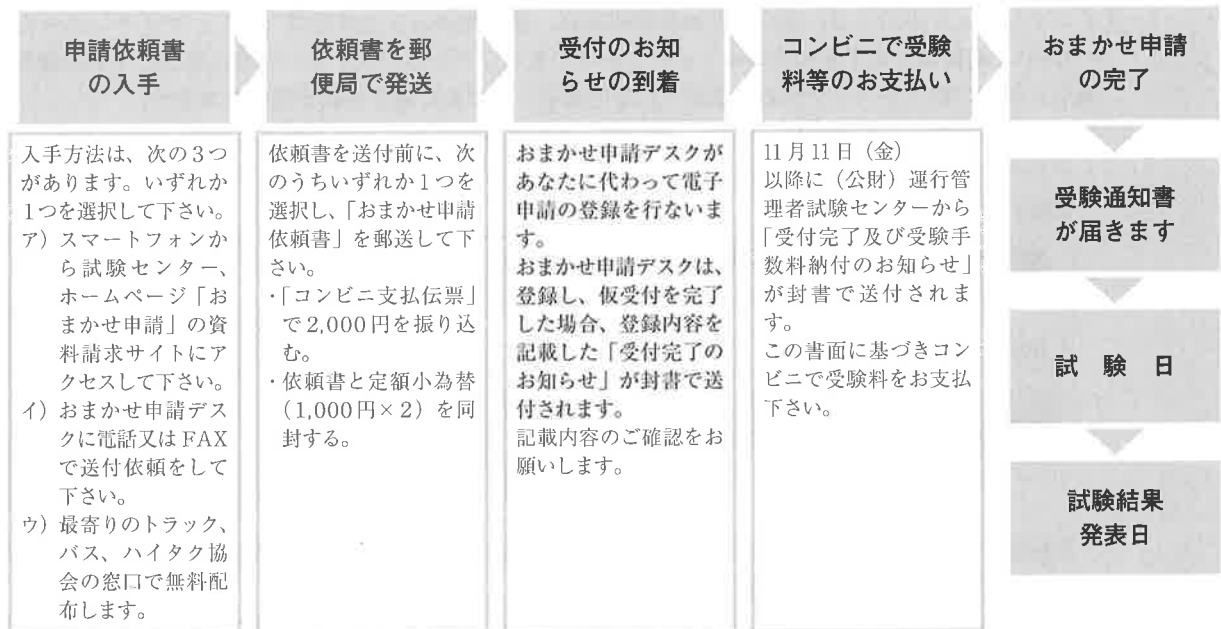 申請依頼書
の入手
入手方法は、次の3つ
があります。いずれか
1つを選択して下さい。
ア）スマートフォンか
ら試験センター、
ホームページ「お
まかせ申請」の資
料請求サイトにア
クセスして下さい。
イ）おまかせ申請デス
クに電話又はFAX
で送付依頼をして
下さい。
ウ）最寄りのトラック、
バス、ハイタク協
会の窓口で無料配
布します。
依頼書を郵
便局で発送
依頼書を送付前に、次
のうちいずれか1つを
選択し、「おまかせ申請
依頼書」を郵送して下
さい。
・「コンビニ支払伝票」
で2,000円を振り込
む。
・依頼書と定額小為替
（1,000円×2）を同
封する。
受付のお知
らせの到着
おまかせ申請デスクが
あなたに代わって電子
申請の登録を行ないま
す。
おまかせ申請デスクは、
登録し、仮受付を完了
した場合、登録内容を
記載した「受付完了の
お知らせ」が封書で送
付されます。
記載内容のご確認をお
願いします。
コンビニで受験
料等のお支払い
11月11日（金）
以降に（公財）運行管
理者試験センターから
「受付完了及び受験手
数料納付のお知らせ」
が封書で送付されま
す。
この書面に基づきコン
ビニで受験料をお支払
下さい。
おまかせ申請
の完了
受験通知書
が届きます
試　験　日
試験結果
発表日